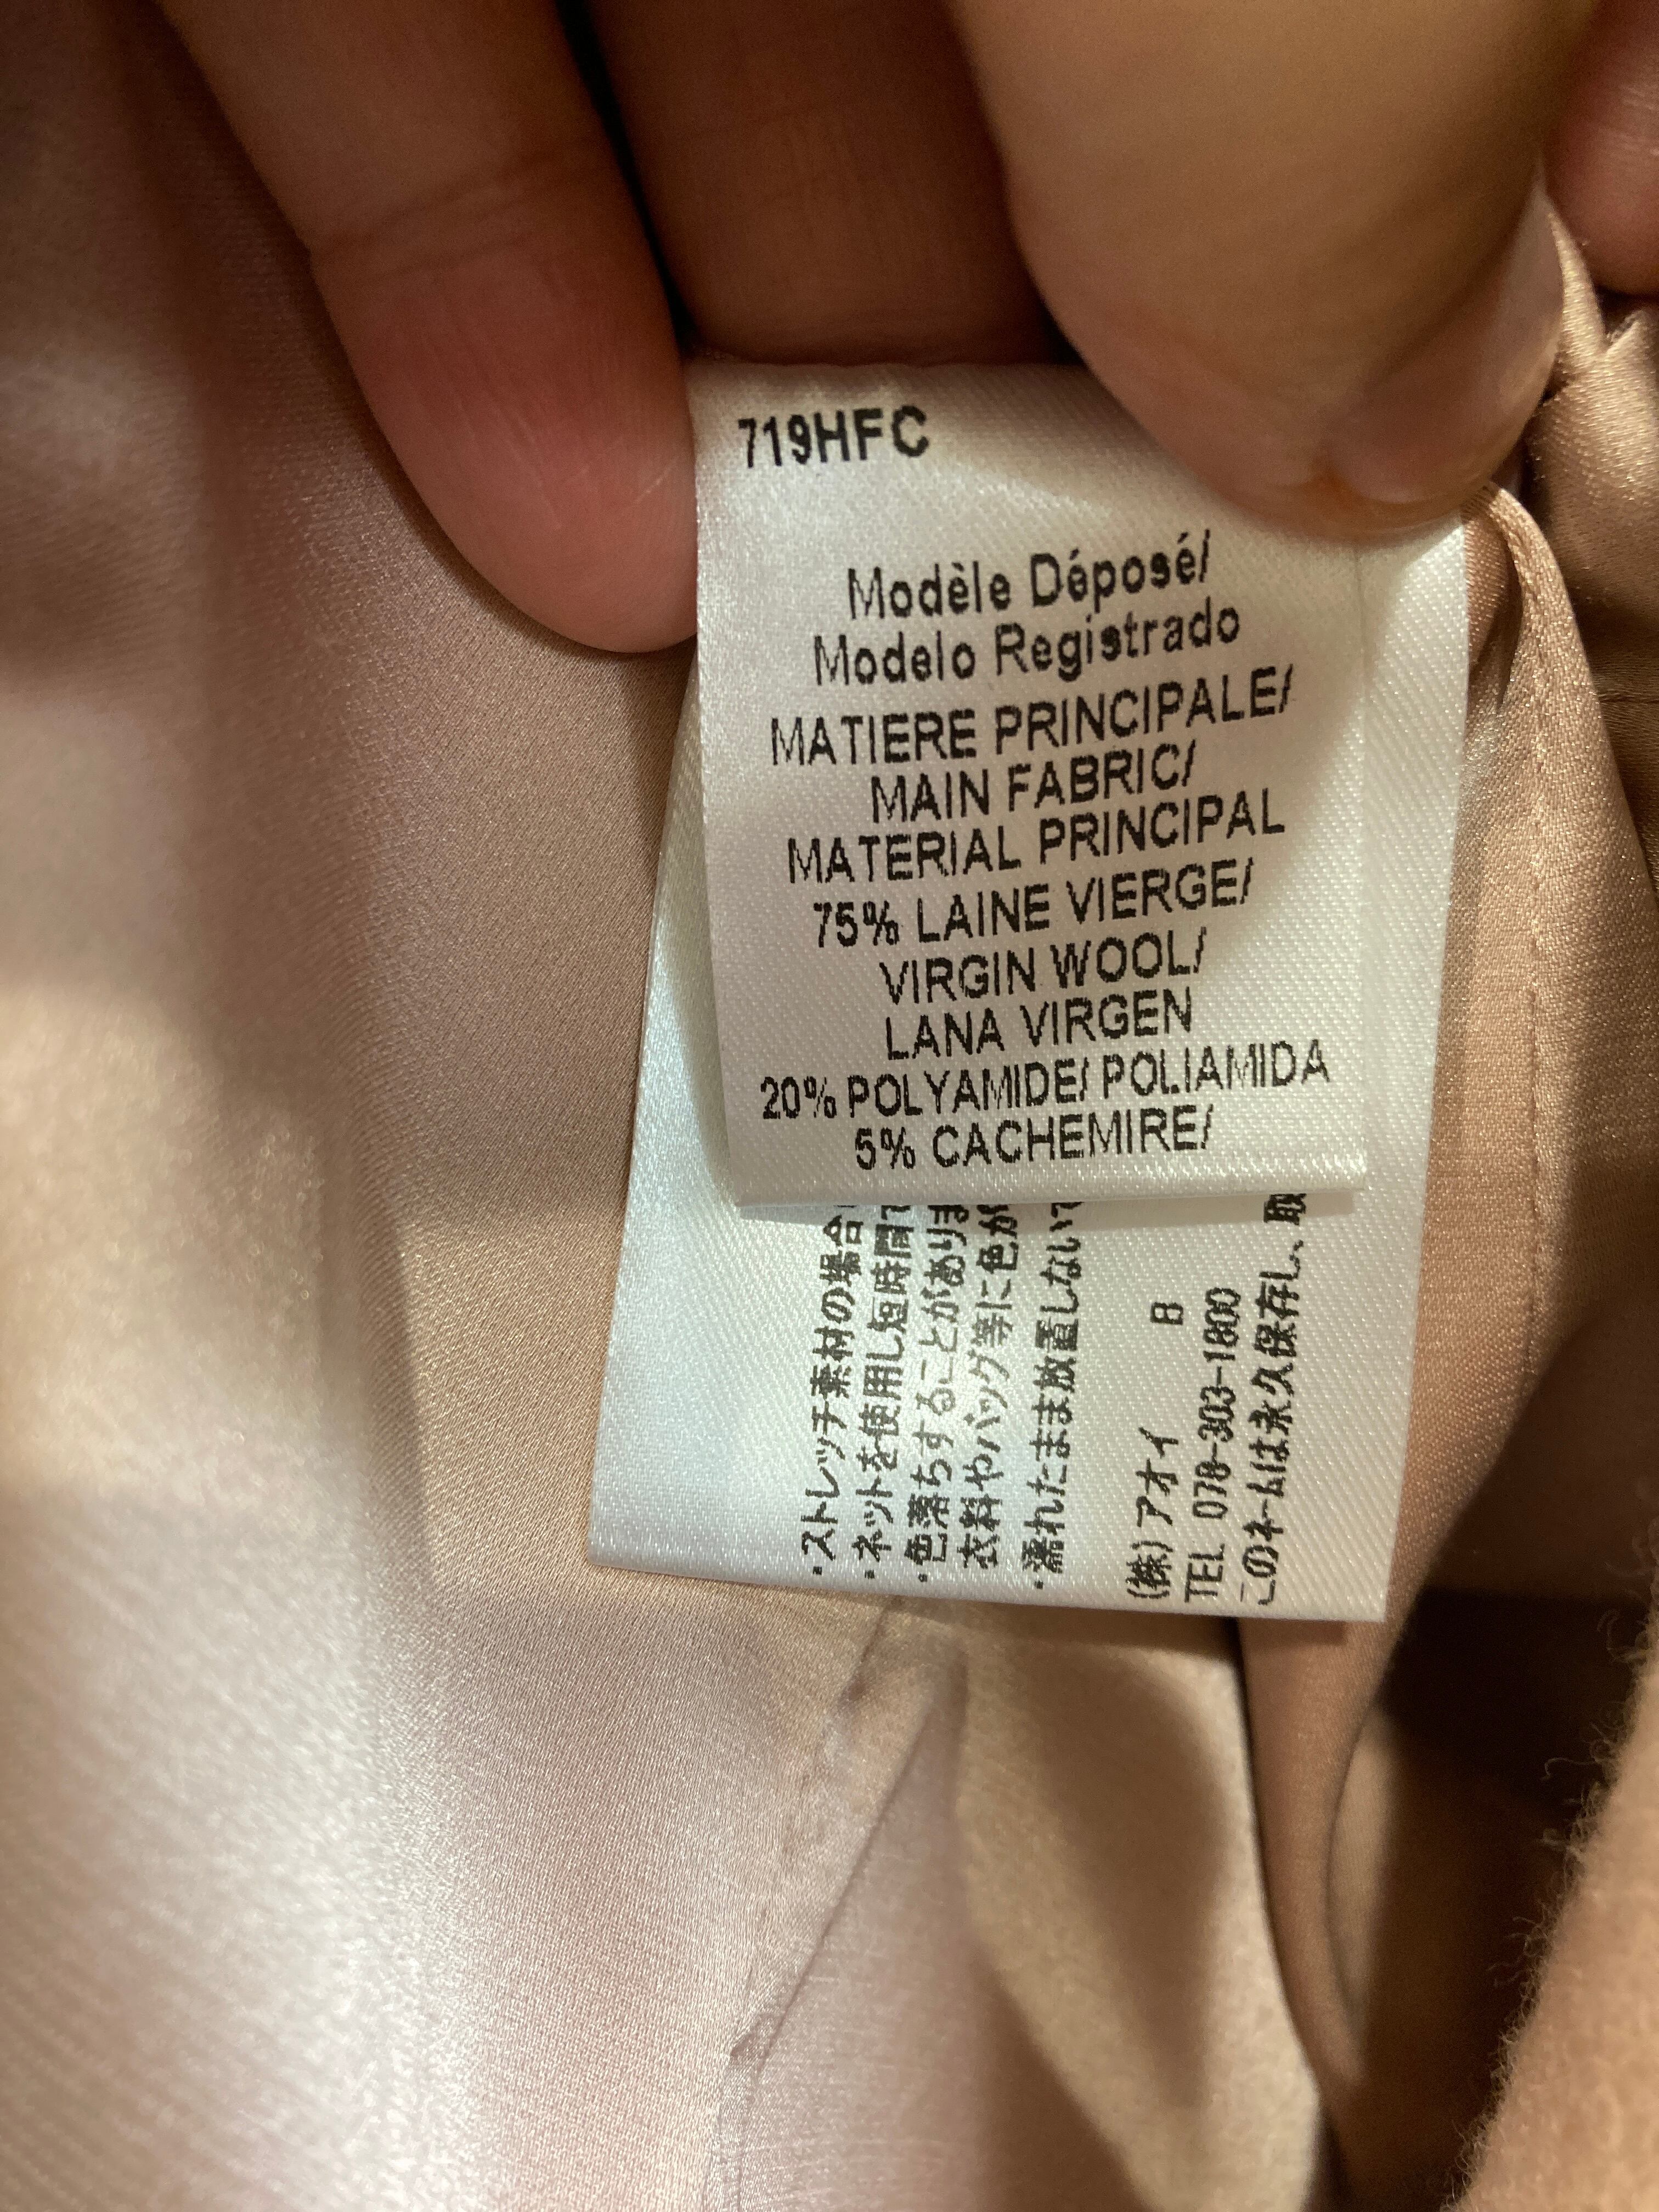 719HFC
Modèle Déposé/
Modelo Registrado
MATIERE PRINCIPALE/
MAIN FABRIC/
MATERIAL PRINCIPAL
75% LAINE VIERGE/
VIRGIN WOOL/
LANA VIRGEN
20% POLYAMIDE/ POLIAMIDA
5% CACHEMIRE/
・ストレッチ素材の場合
・ネットを使用し短時間で
・色落ちすることがありま
衣料やバッグ等に色が
・濡れたまま放置しないで
(株)アオイ B
TEL 078-303-1800
このネームは永久保存し、取